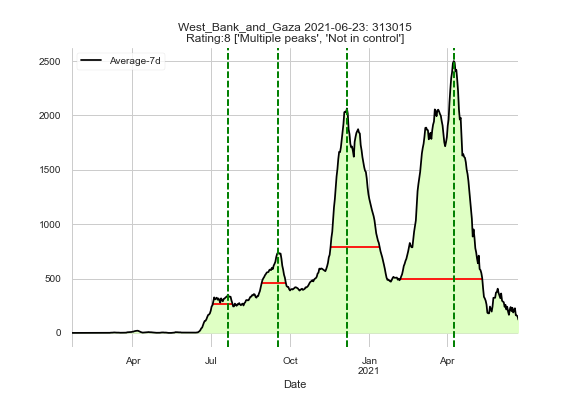 West_Bank_and_Gaza 2021-06-23: 313015
Rating:8 ['Multiple peaks', 'Not in control']
Average-7d
2500
2000
1500
1000
500
0
Apr
Jul
Oct
Jan
2021
Apr
Date